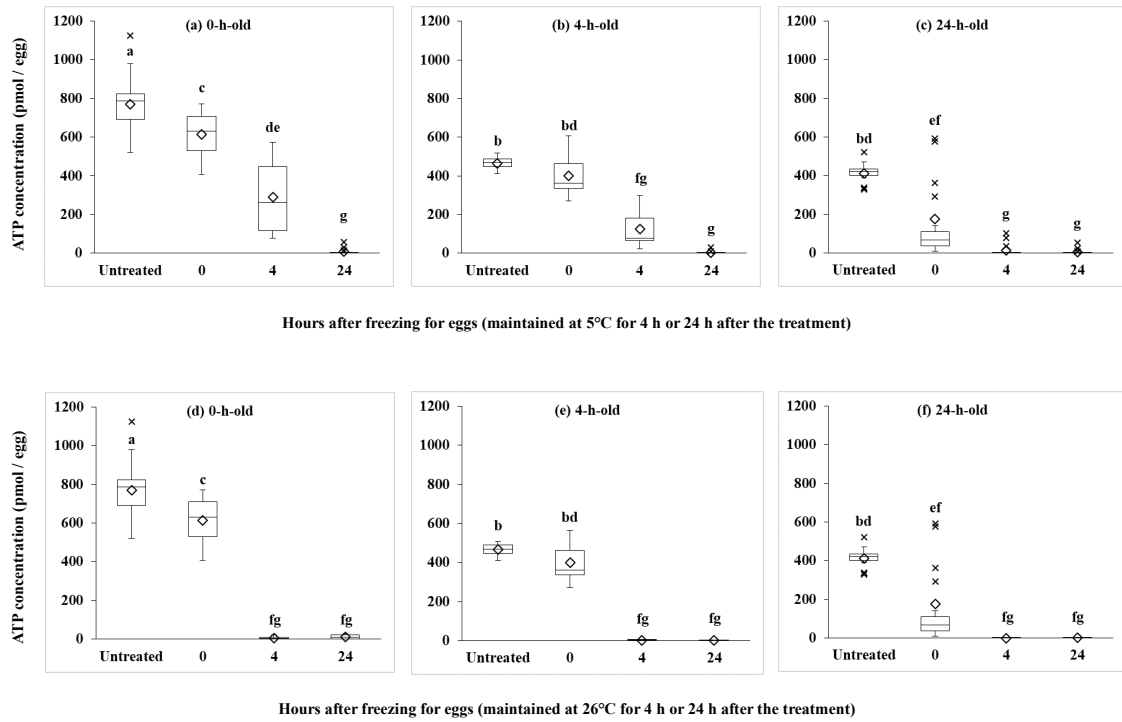 ATP concentration (pmol / egg)
1200
1000
800
600
400
200
0
(a) 0-h-old
a
c
de
g
Untreated
0
4
24
1200
1000
800
600
400
200
0
(b) 4-h-old
b
bd
fg
g
Untreated
0
4
24
1200
1000
800
600
400
200
0
(c) 24-h-old
bd
ef
g
g
Untreated
0
4
24
Hours after freezing for eggs (maintained at 5°C for 4 h or 24 h after the treatment)
ATP concentration (pmol / egg)
1200
1000
800
600
400
200
0
(d) 0-h-old
a
c
fg
fg
Untreated
0
4
24
1200
1000
800
600
400
200
0
(e) 4-h-old
b
bd
fg
fg
Untreated
0
4
24
1200
1000
800
600
400
200
0
(f) 24-h-old
bd
ef
fg
fg
Untreated
0
4
24
Hours after freezing for eggs (maintained at 26°C for 4 h or 24 h after the treatment)